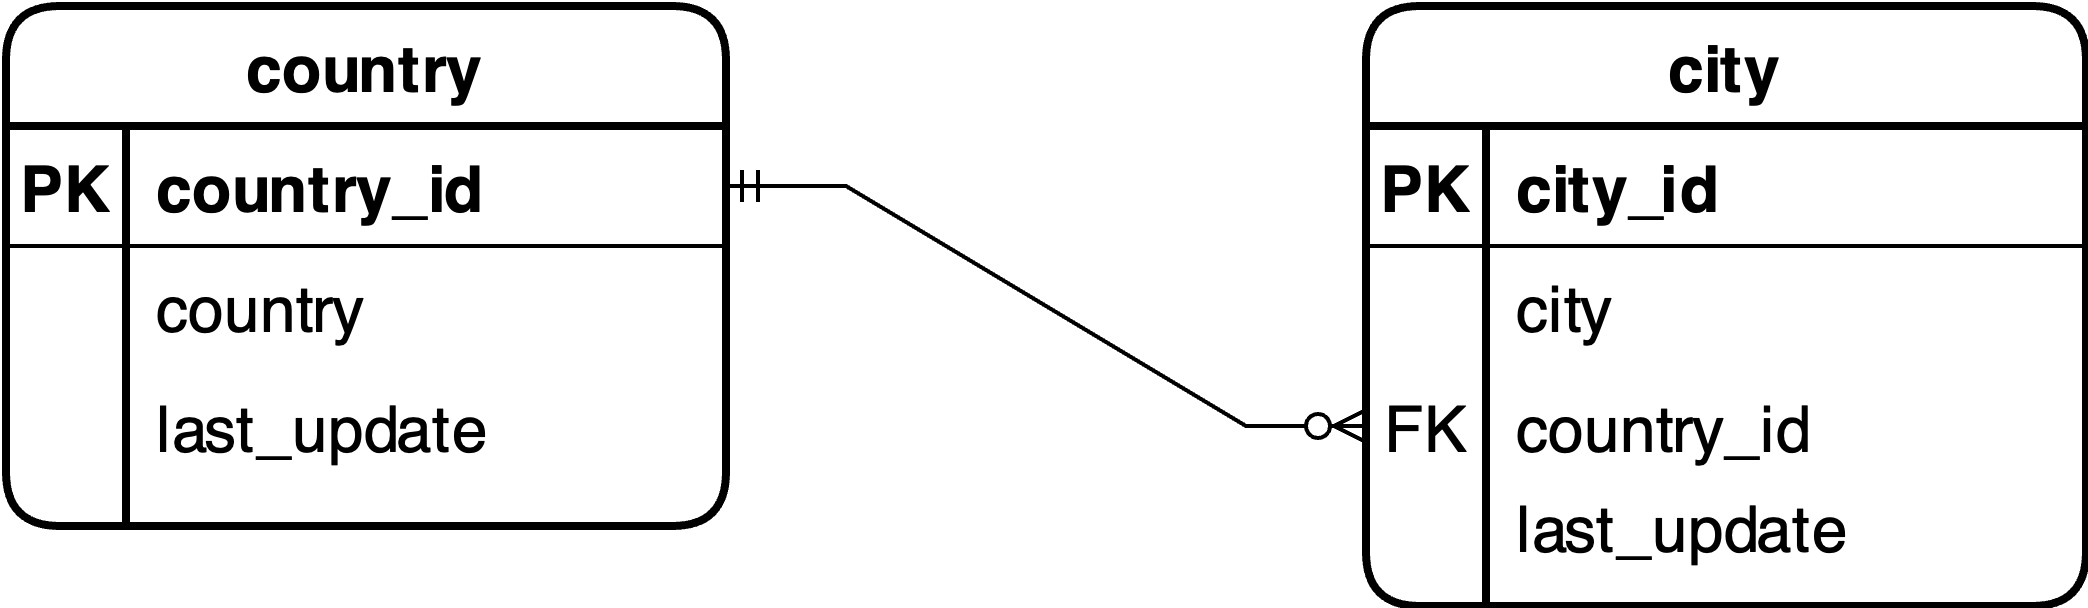 country
PK country_id
country
last_update
city
PK city_id
city
FK country_id
last_update